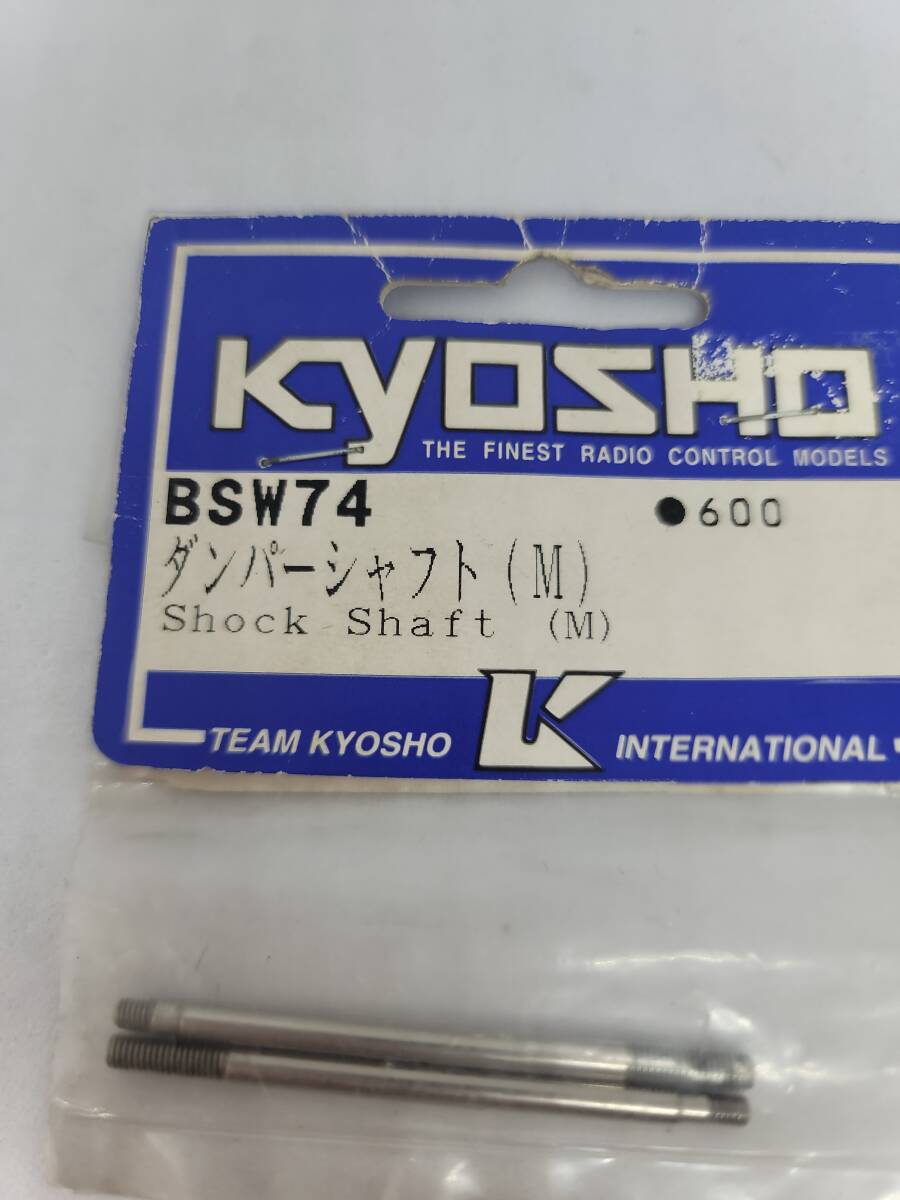 KYOSHO
THE FINEST RADIO CONTROL MODELS
BSW74 ●600
ダンパーシャフト(M)
Shock Shaft (M)
TEAM KYOSHO K INTERNATIONAL